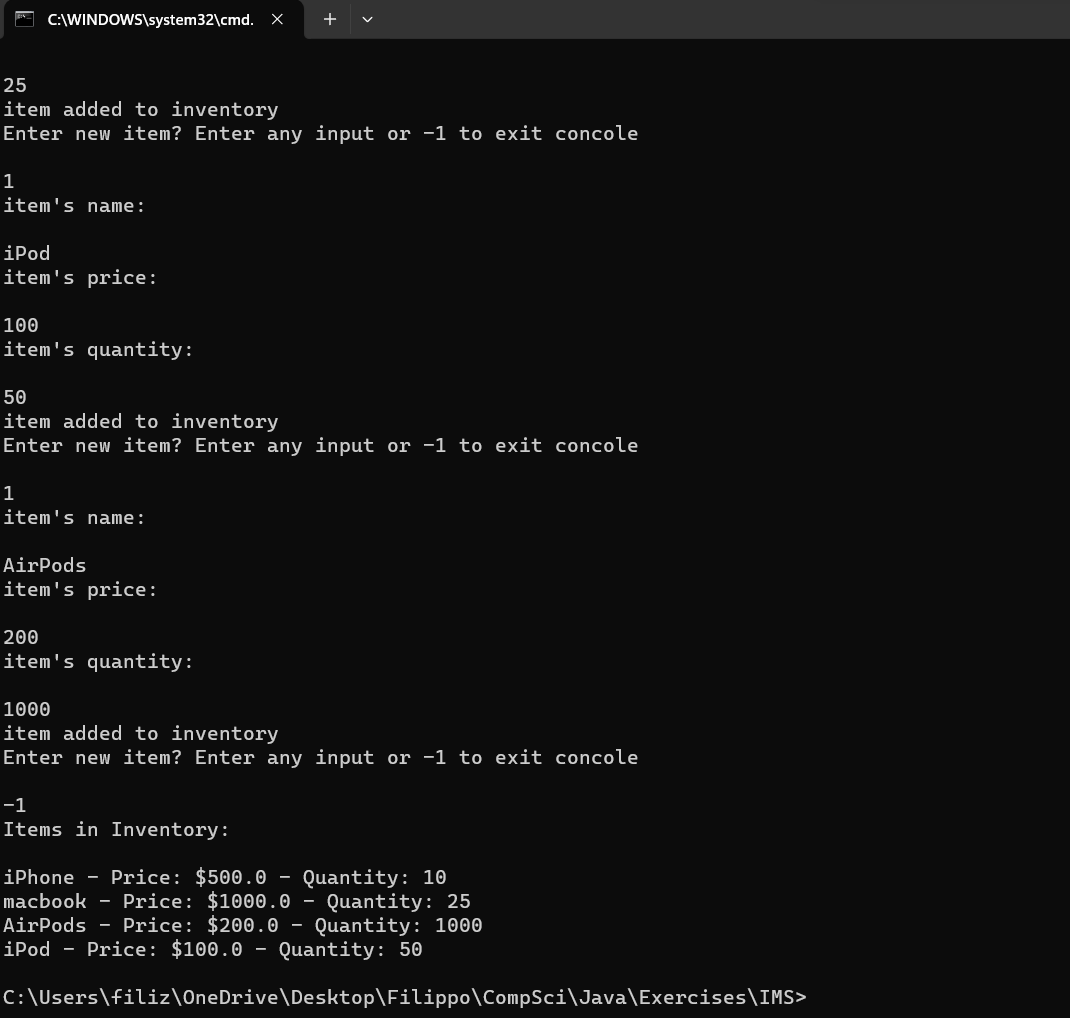 C:\WINDOWS\system32\cmd.
25
item added to inventory
Enter new item? Enter any input or -1 to exit concole
1
item's name:
iPod
item's price:
100
item's quantity:
50
item added to inventory
Enter new item? Enter any input or -1 to exit concole
1
item's name:
AirPods
item's price:
200
item's quantity:
1000
item added to inventory
Enter new item? Enter any input or -1 to exit concole
-1
Items in Inventory:
iPhone - Price: $500.0 - Quantity: 10
macbook - Price: $1000.0 - Quantity: 25
AirPods - Price: $200.0 - Quantity: 1000
iPod - Price: $100.0 - Quantity: 50
C:\Users\filiz\OneDrive\Desktop\Filippo\CompSci\Java\Exercises\IMS>